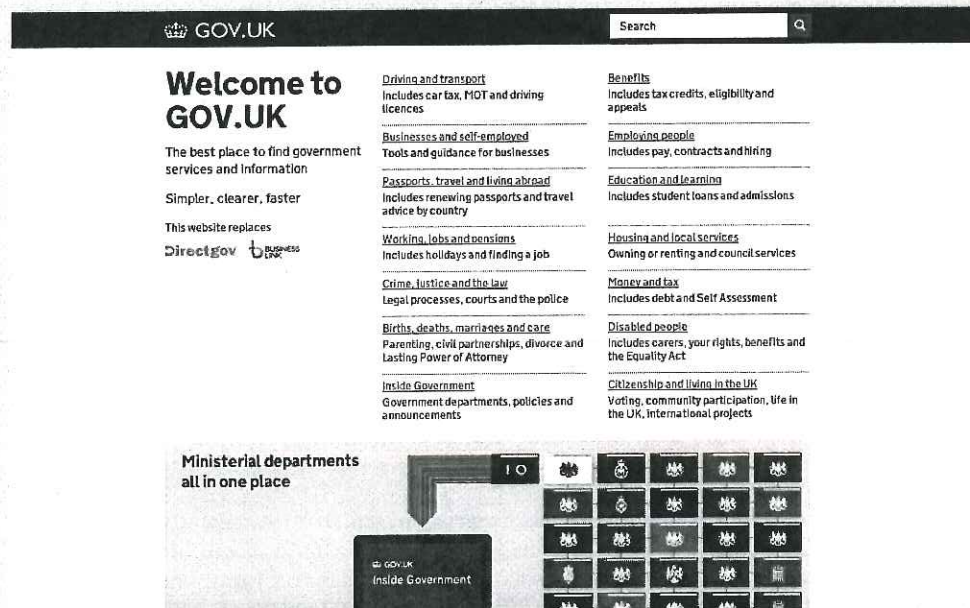 GOV.UK
Search
Welcome to
GOV.UK
The best place to find government
services and information
Simpler, clearer, faster
This website replaces
Directgov
BUSINESS
LINK
Driving and transport
Includes car tax, MOT and driving
licences
Businesses and self-employed
Tools and guidance for businesses
Passports, travel and living abroad
Includes renewing passports and travel
advice by country
Working, jobs and pensions
Includes holidays and finding a job
Crime, justice and the law
Legal processes, courts and the police
Births, deaths, marriages and care
Parenting, civil partnerships, divorce and
Lasting Power of Attorney
Inside Government
Government departments, policies and
announcements
Benefits
Includes tax credits, eligibility and
appeals
Employing people
Includes pay, contracts and hiring
Education and learning
Includes student loans and admissions
Housing and local services
Owning or renting and council services
Money and tax
Includes debt and Self Assessment
Disabled people
Includes carers, your rights, benefits and
the Equality Act
Citizenship and living in the UK
Voting, community participation, life in
the UK, international projects
Ministerial departments
all in one place
10
GOV.UK
Inside Government